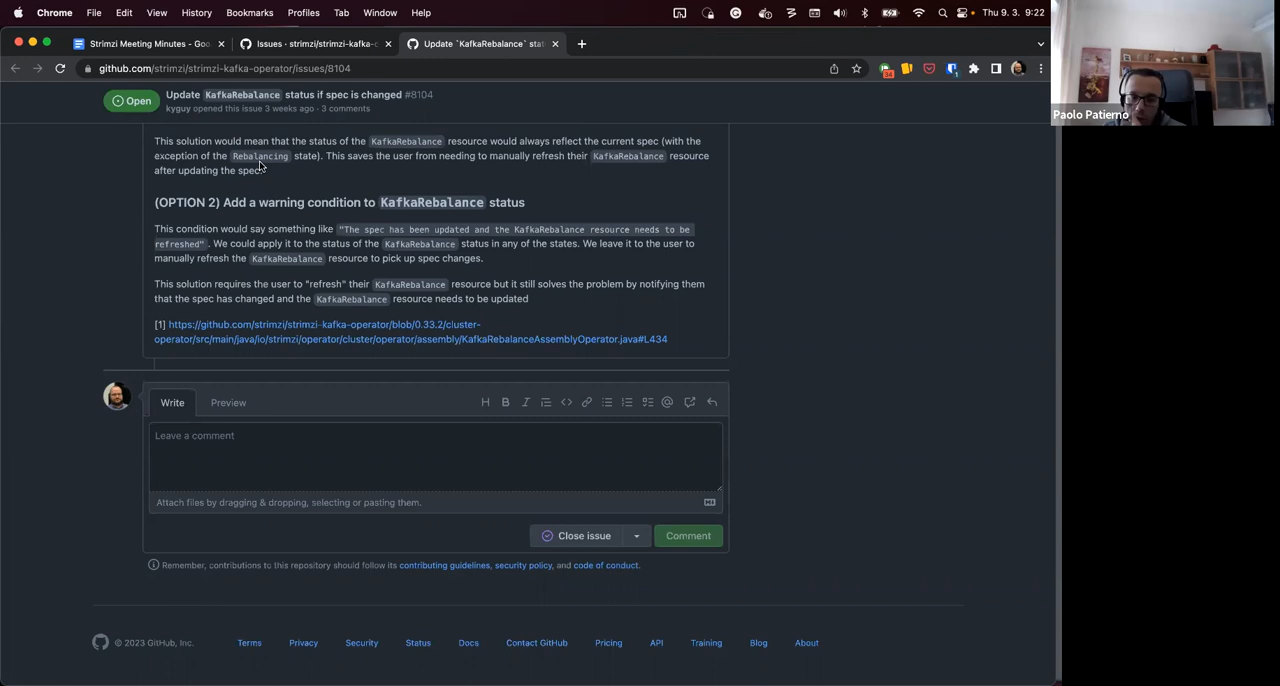 Chrome File Edit View History Bookmarks Profiles Tab Window Help Thu 9. 3. 9:22
Strimzi Meeting Minutes - Goo
Issues · strimzi/strimzi-kafka-c
Update `KafkaRebalance` stat
github.com/strimzi/strimzi-kafka-operator/issues/8104
34
1
Open
Update KafkaRebalance status if spec is changed #8104
kyguy opened this issue 3 weeks ago · 3 comments
Paolo Patierno
This solution would mean that the status of the KafkaRebalance resource would always reflect the current spec (with the
exception of the Rebalancing state). This saves the user from needing to manually refresh their KafkaRebalance resource
after updating the spec.
(OPTION 2) Add a warning condition to KafkaRebalance status
This condition would say something like "The spec has been updated and the KafkaRebalance resource needs to be
refreshed" . We could apply it to the status of the KafkaRebalance status in any of the states. We leave it to the user to
manually refresh the KafkaRebalance resource to pick up spec changes.
This solution requires the user to "refresh" their KafkaRebalance resource but it still solves the problem by notifying them
that the spec has changed and the KafkaRebalance resource needs to be updated
[1] https://github.com/strimzi/strimzi-kafka-operator/blob/0.33.2/cluster-
operator/src/main/java/io/strimzi/operator/cluster/operator/assembly/KafkaRebalanceAssemblyOperator.java#L434
Write Preview
Leave a comment
Attach files by dragging & dropping, selecting or pasting them.
Close issue Comment
Remember, contributions to this repository should follow its contributing guidelines, security policy, and code of conduct.
© 2023 GitHub, Inc. Terms Privacy Security Status Docs Contact GitHub Pricing API Training Blog About